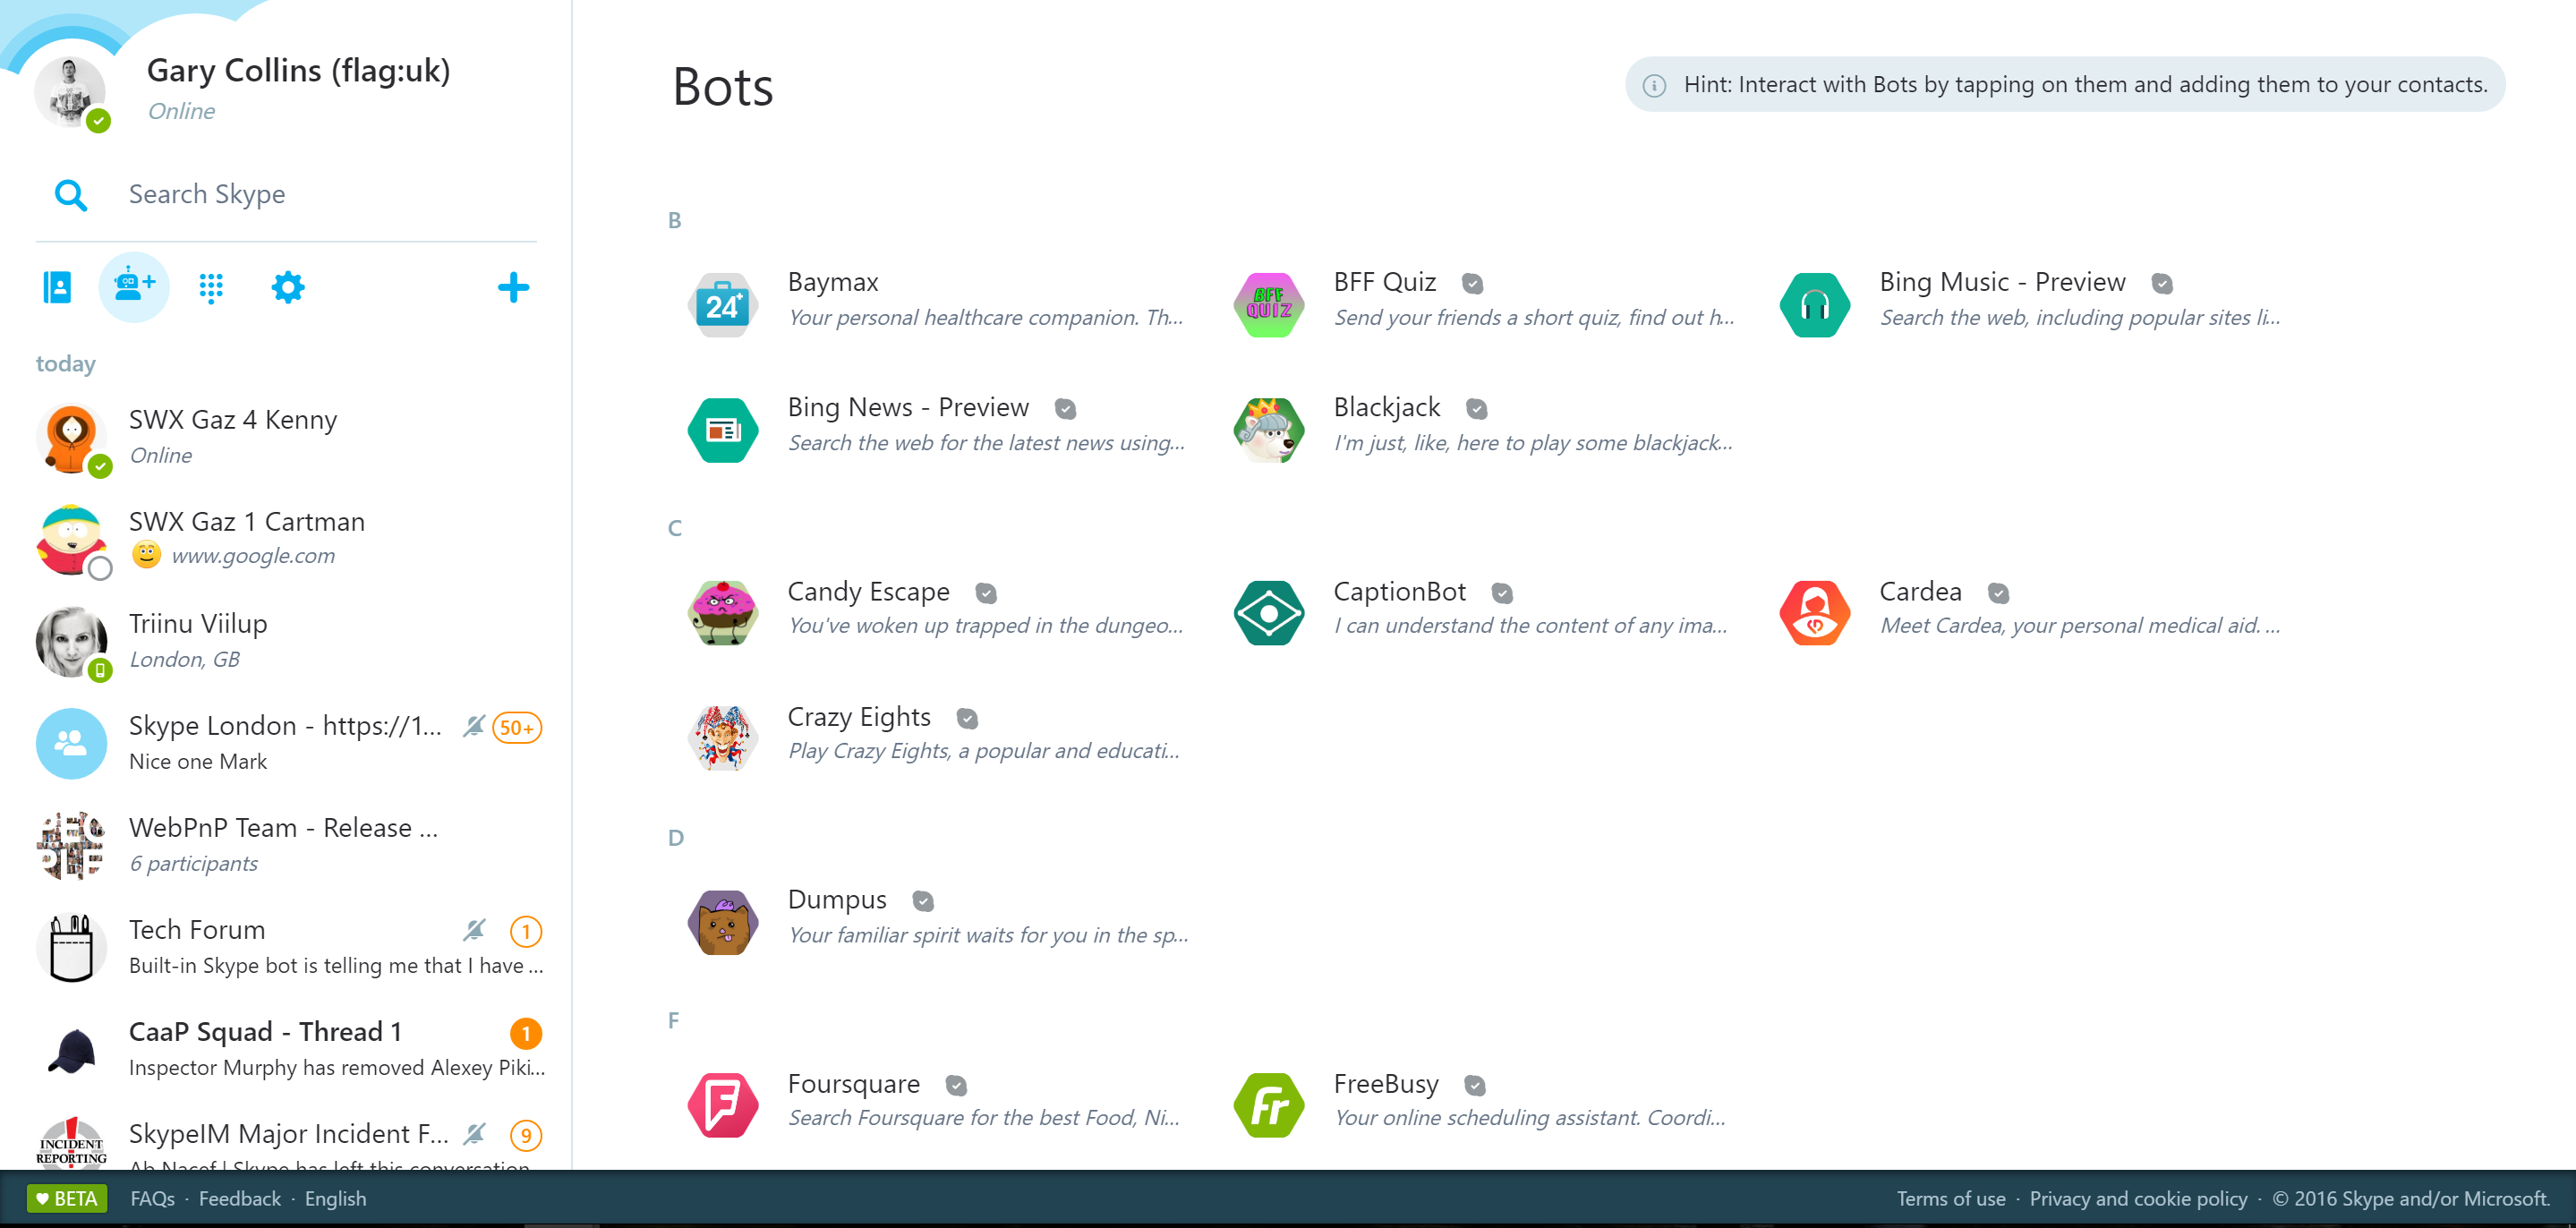 Gary Collins (flag:uk)
Online
Search Skype
today
SWX Gaz 4 Kenny
Online
SWX Gaz 1 Cartman
www.google.com
Triinu Viilup
London, GB
Skype London - https://1...
50+
Nice one Mark
WebPnP Team - Release ...
6 participants
Tech Forum
1
Built-in Skype bot is telling me that I have ...
CaaP Squad - Thread 1
1
Inspector Murphy has removed Alexey Piki...
INCIDENT
REPORTING
SkypeIM Major Incident F...
9
Ah Nacef | Skype has left this conversation
Bots
Hint: Interact with Bots by tapping on them and adding them to your contacts.
B
24+
Baymax
Your personal healthcare companion. Th...
BFF
QUIZ
BFF Quiz
Send your friends a short quiz, find out h...
Bing Music - Preview
Search the web, including popular sites li...
Bing News - Preview
Search the web for the latest news using...
Blackjack
I'm just, like, here to play some blackjack...
C
Candy Escape
You've woken up trapped in the dungeo...
CaptionBot
I can understand the content of any ima...
Cardea
Meet Cardea, your personal medical aid. ...
Crazy Eights
Play Crazy Eights, a popular and educati...
D
Dumpus
Your familiar spirit waits for you in the sp...
F
F
Foursquare
Search Foursquare for the best Food, Ni...
Fr
FreeBusy
Your online scheduling assistant. Coordi...
BETA FAQs · Feedback · English
Terms of use · Privacy and cookie policy · © 2016 Skype and/or Microsoft.